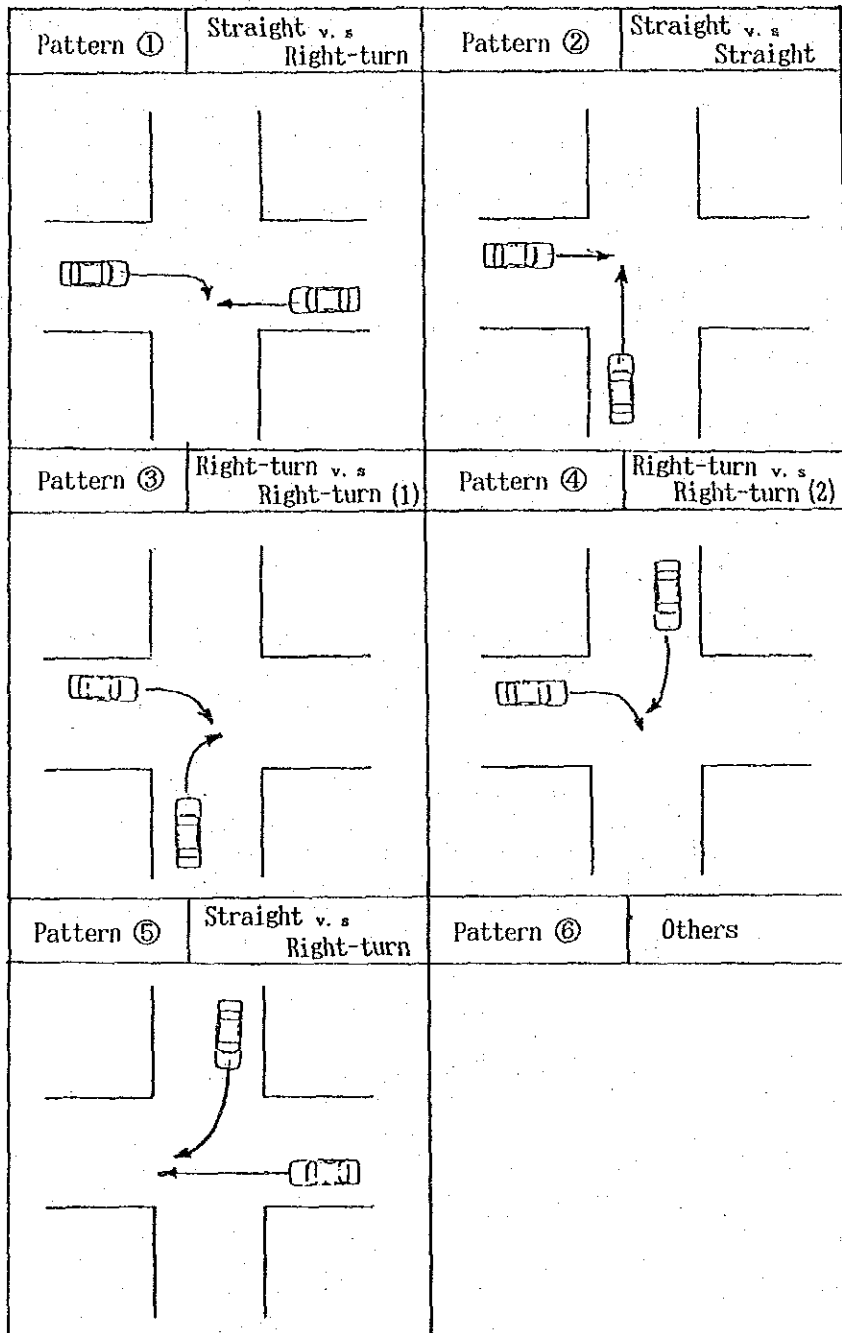 Pattern ①
Straight v.s
Right-turn
Pattern ②
Straight v.s
Straight
Pattern ③
Right-turn v.s
Right-turn (1)
Pattern ④
Right-turn v.s
Right-turn (2)
Pattern ⑤
Straight v.s
Right-turn
Pattern ⑥
Others